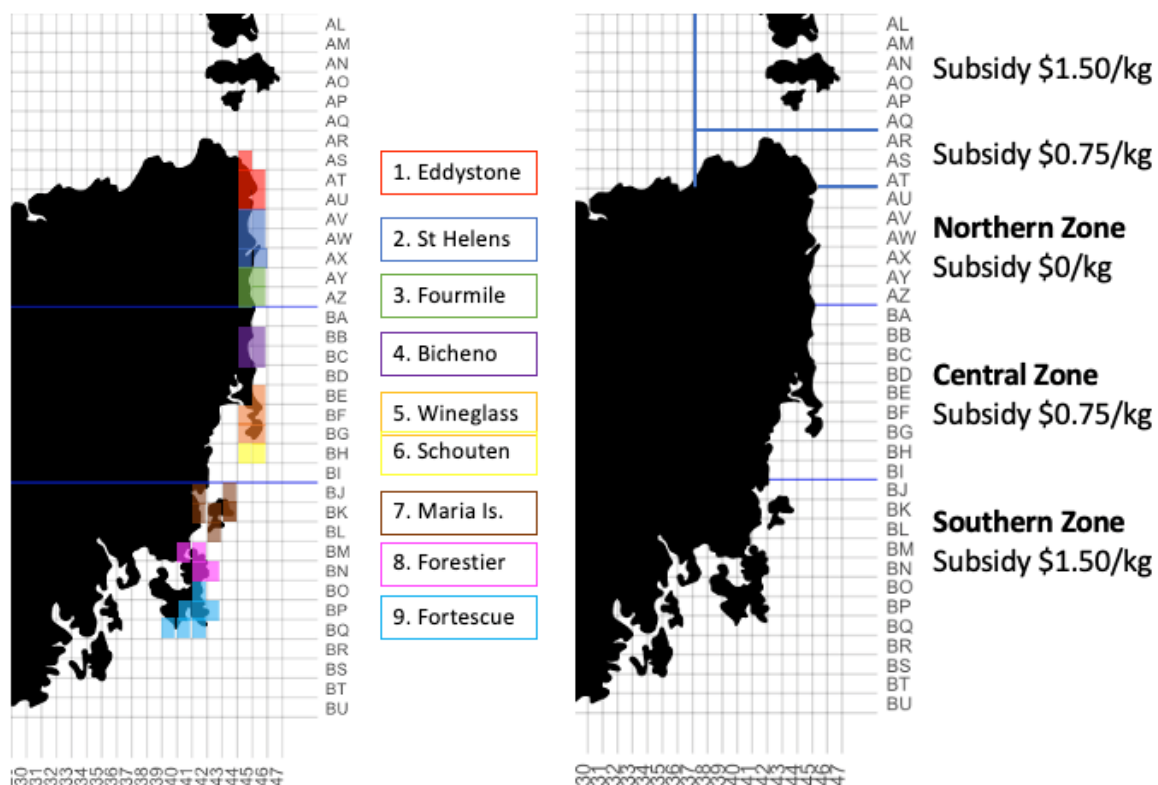 AL
AM
AN
AO
AP
AQ
AR
AS
AT
AU
AV
AW
AX
AY
AZ
BA
BB
BC
BD
BE
BF
BG
BH
BI
BJ
BK
BL
BM
BN
BO
BP
BQ
BR
BS
BT
BU
30
31
32
33
34
35
36
37
38
39
40
41
42
43
44
45
46
47
1. Eddystone
2. St Helens
3. Fourmile
4. Bicheno
5. Wineglass
6. Schouten
7. Maria Is.
8. Forestier
9. Fortescue
AL
AM
AN
AO
AP
AQ
AR
AS
AT
AU
AV
AW
AX
AY
AZ
BA
BB
BC
BD
BE
BF
BG
BH
BI
BJ
BK
BL
BM
BN
BO
BP
BQ
BR
BS
BT
BU
30
31
32
33
34
35
36
37
38
39
40
41
42
43
44
45
46
47
Subsidy $1.50/kg
Subsidy $0.75/kg
Northern Zone
Subsidy $0/kg
Central Zone
Subsidy $0.75/kg
Southern Zone
Subsidy $1.50/kg